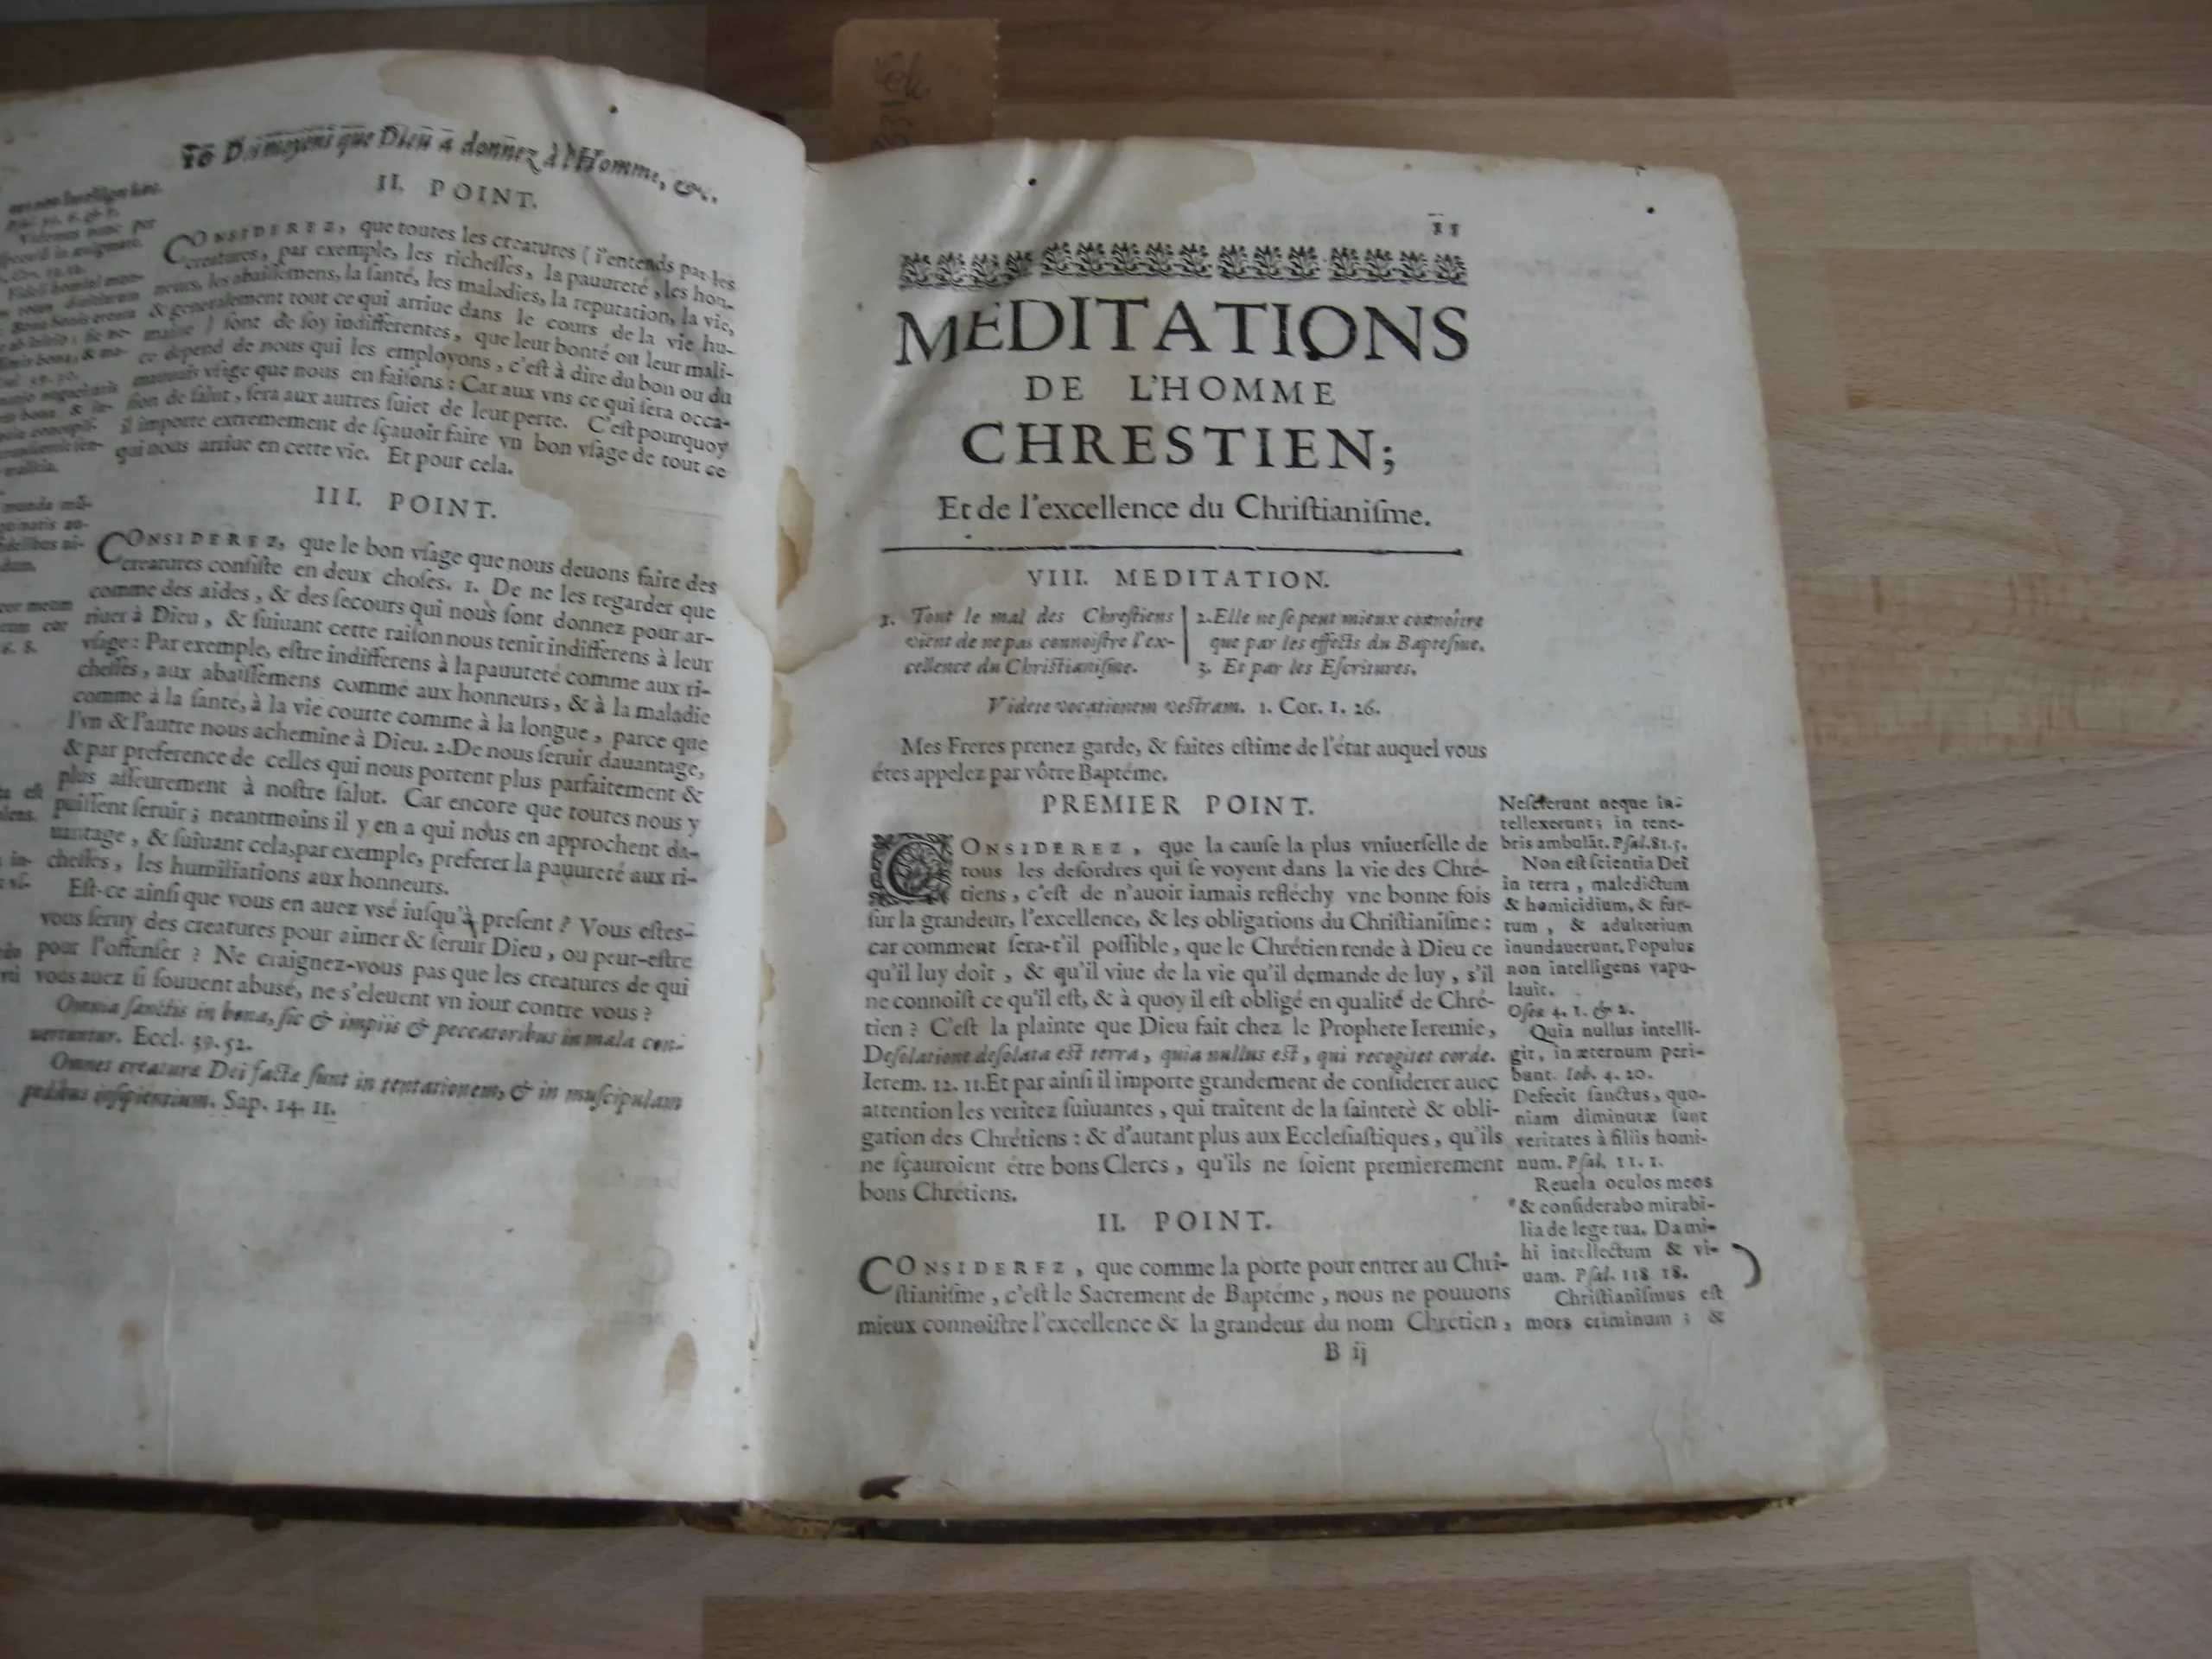 10 Des moyens que Dieu a donnez à l'Homme, &c.
II. POINT.
CONSIDEREZ, que toutes les creatures ( i'entends par les
creatures, par exemple, les richesſes, la pauureté, les hon-
neurs, les abaiſſemens, la ſanté, les maladies, la reputation, la vie,
& generalement tout ce qui arriue dans le cours de la vie hu-
maine ) ſont de ſoy indifferentes, que leur bonté ou leur mali-
ce depend de nous qui les employons, c'eſt à dire du bon ou du
mauuais vſage que nous en faiſons : Car aux vns ce qui ſera occa-
ſion de ſalut, ſera aux autres ſuiet de leur perte. C'eſt pourquoy
il importe extrememement de ſçauoir faire vn bon vſage de tout ce
qui nous arriue en cette vie. Et pour cela.
III. POINT.
CONSIDEREZ, que le bon vſage que nous deuons faire des
creatures conſiſte en deux choſes. 1. De ne les regarder que
comme des aides, & des ſecours qui nous ſont donnez pour ar-
riuer à Dieu, & ſuiuant cette raiſon nous tenir indifferens à leur
vſage : Par exemple, eſtre indifferens à la pauureté comme aux ri-
cheſſes, aux abaiſſemens comme aux honneurs, & à la maladie
comme à la ſanté, à la vie courte comme à la longue, parce que
l'vn & l'autre nous achemine à Dieu. 2. De nous ſeruir dauantage,
& par preference de celles qui nous portent plus parfaitement &
plus aſſeurement à noſtre ſalut. Car encore que toutes nous y
puiſſent ſeruir ; neantmoins il y en a qui nous en approchent da-
uantage, & ſuiuant cela, par exemple, preferer la pauureté aux ri-
cheſſes, les humiliations aux honneurs.
Eſt-ce ainſi que vous en auez vsé iuſqu'à preſent ? Vous eſtes-
vous ſeruy des creatures pour aimer & ſeruir Dieu, ou peut-eſtre
pour l'offenſer ? Ne craignez-vous pas que les creatures de qui
vous auez ſi ſouuent abusé, ne s'eleuent vn iour contre vous ?
Omnia ſanctis in bona, ſic & impiis & peccatoribus in mala con-
uertuntur. Eccl. 39. 52.
Omnes creatura Dei facta ſunt in tentationem, & in muſcipulam
pedibus inſipientium. Sap. 14. 11.
11
MEDITATIONS
DE L'HOMME
CHRESTIEN;
Et de l'excellence du Chriſtianiſme.
VIII. MEDITATION.
1. Tout le mal des Chreſtiens
vient de ne pas connoiſtre l'ex-
cellence du Chriſtianiſme.
2. Elle ne ſe peut mieux connoitre
que par les effects du Bapteſme.
3. Et par les Eſcritures.
Videte vocationem veſtram. 1. Cor. 1. 26.
Mes Freres prenez garde, & faites eſtime de l'état auquel vous
étes appelez par vôtre Baptéme.
PREMIER POINT.
CONSIDEREZ, que la cauſe la plus vniuerſelle de
tous les deſordres qui ſe voyent dans la vie des Chré-
tiens, c'eſt de n'auoir iamais refléchy vne bonne fois
ſur la grandeur, l'excellence, & les obligations du Chriſtianiſme :
car comment ſera-t'il poſſible, que le Chrétien rende à Dieu ce
qu'il luy doit, & qu'il viue de la vie qu'il demande de luy, s'il
ne connoiſt ce qu'il eſt, & à quoy il eſt obligé en qualité de Chré-
tien ? C'eſt la plainte que Dieu fait chez le Prophete Ieremie,
Deſolatione deſolata eſt terra, quia nullus eſt, qui recogitet corde.
Ierem. 12. 11. Et par ainſi il importe grandement de conſiderer auec
attention les veritez ſuiuantes, qui traitent de la ſainteté & obli-
gation des Chrétiens : & d'autant plus aux Eccleſiaſtiques, qu'ils
ne ſçauroient étre bons Clercs, qu'ils ne ſoient premierement
bons Chrétiens.
II. POINT.
CONSIDEREZ, que comme la porte pour entrer au Chri-
ſtianiſme, c'eſt le Sacrement de Baptéme, nous ne pouuons
mieux connoiſtre l'excellence & la grandeur du nom Chrétien,
B ij
Neſcierunt neque in-
tellexerunt; in tene-
bris ambulāt. Pſal. 81. 5.
Non eſt ſcientia Dei
in terra, maledictum
& homicidium, & fur-
tum, & adulterium
inundauerunt. Populus
non intelligens vapu-
lauit.
Oſee 4. 1. & 2.
Quia nullus intelli-
git, in æternum peri-
bunt. Iob. 4. 20.
Defecit ſanctus, quo-
niam diminutæ ſunt
veritates à filiis homi-
num. Pſal. 11. 1.
Reuela oculos meos
& conſiderabo mirabi-
lia de lege tua. Da mi-
hi intellectum & vi-
uam. Pſal. 118 18.
Chriſtianiſmus eſt
mors criminum ; &